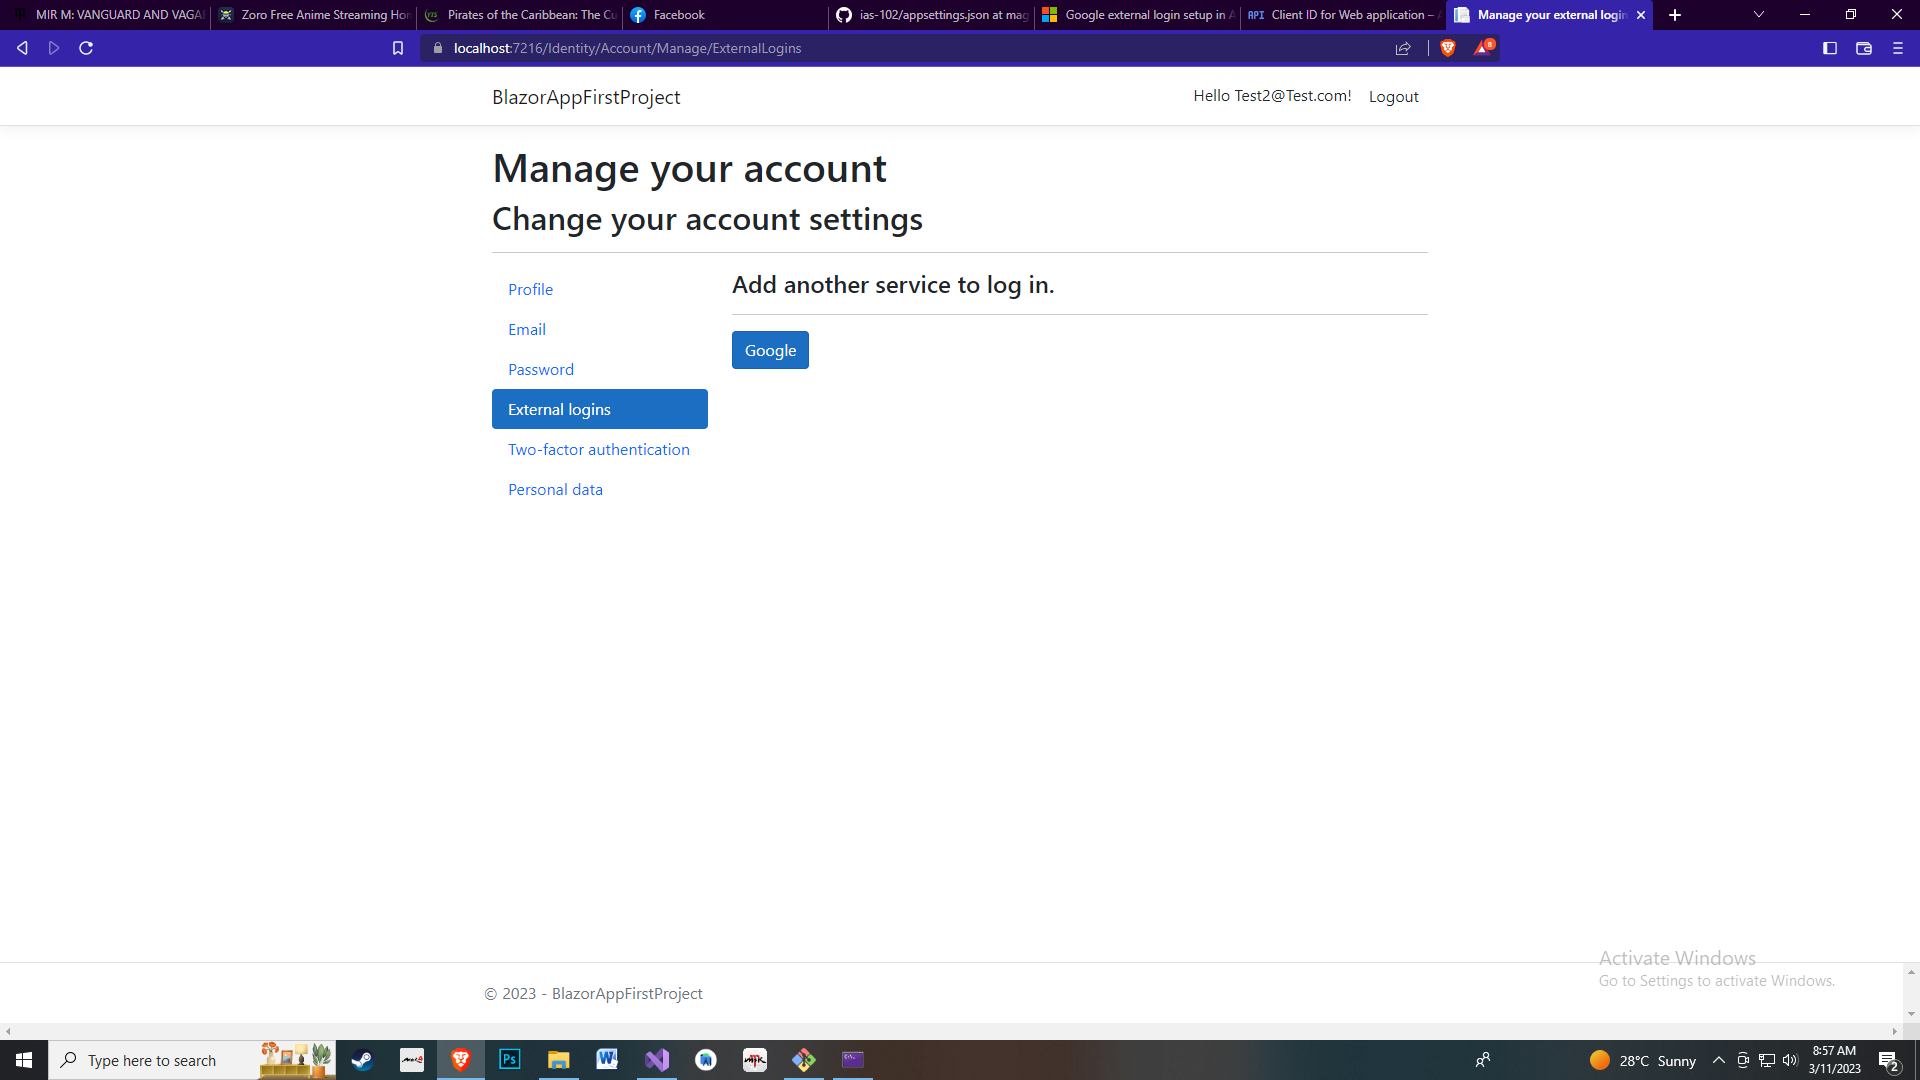 MIR M: VANGUARD AND VAGA
Zoro Free Anime Streaming Hor
Pirates of the Caribbean: The Cu
Facebook
ias-102/appsettings.json at mag
Google external login setup in A
API Client ID for Web application – A
Manage your external login
localhost:7216/Identity/Account/Manage/ExternalLogins
8
BlazorAppFirstProject
Hello Test2@Test.com!
Logout
Manage your account
Change your account settings
Profile
Email
Password
External logins
Two-factor authentication
Personal data
Add another service to log in.
Google
Activate Windows
Go to Settings to activate Windows.
© 2023 - BlazorAppFirstProject
Type here to search
Ps
28°C Sunny
8:57 AM
3/11/2023
2